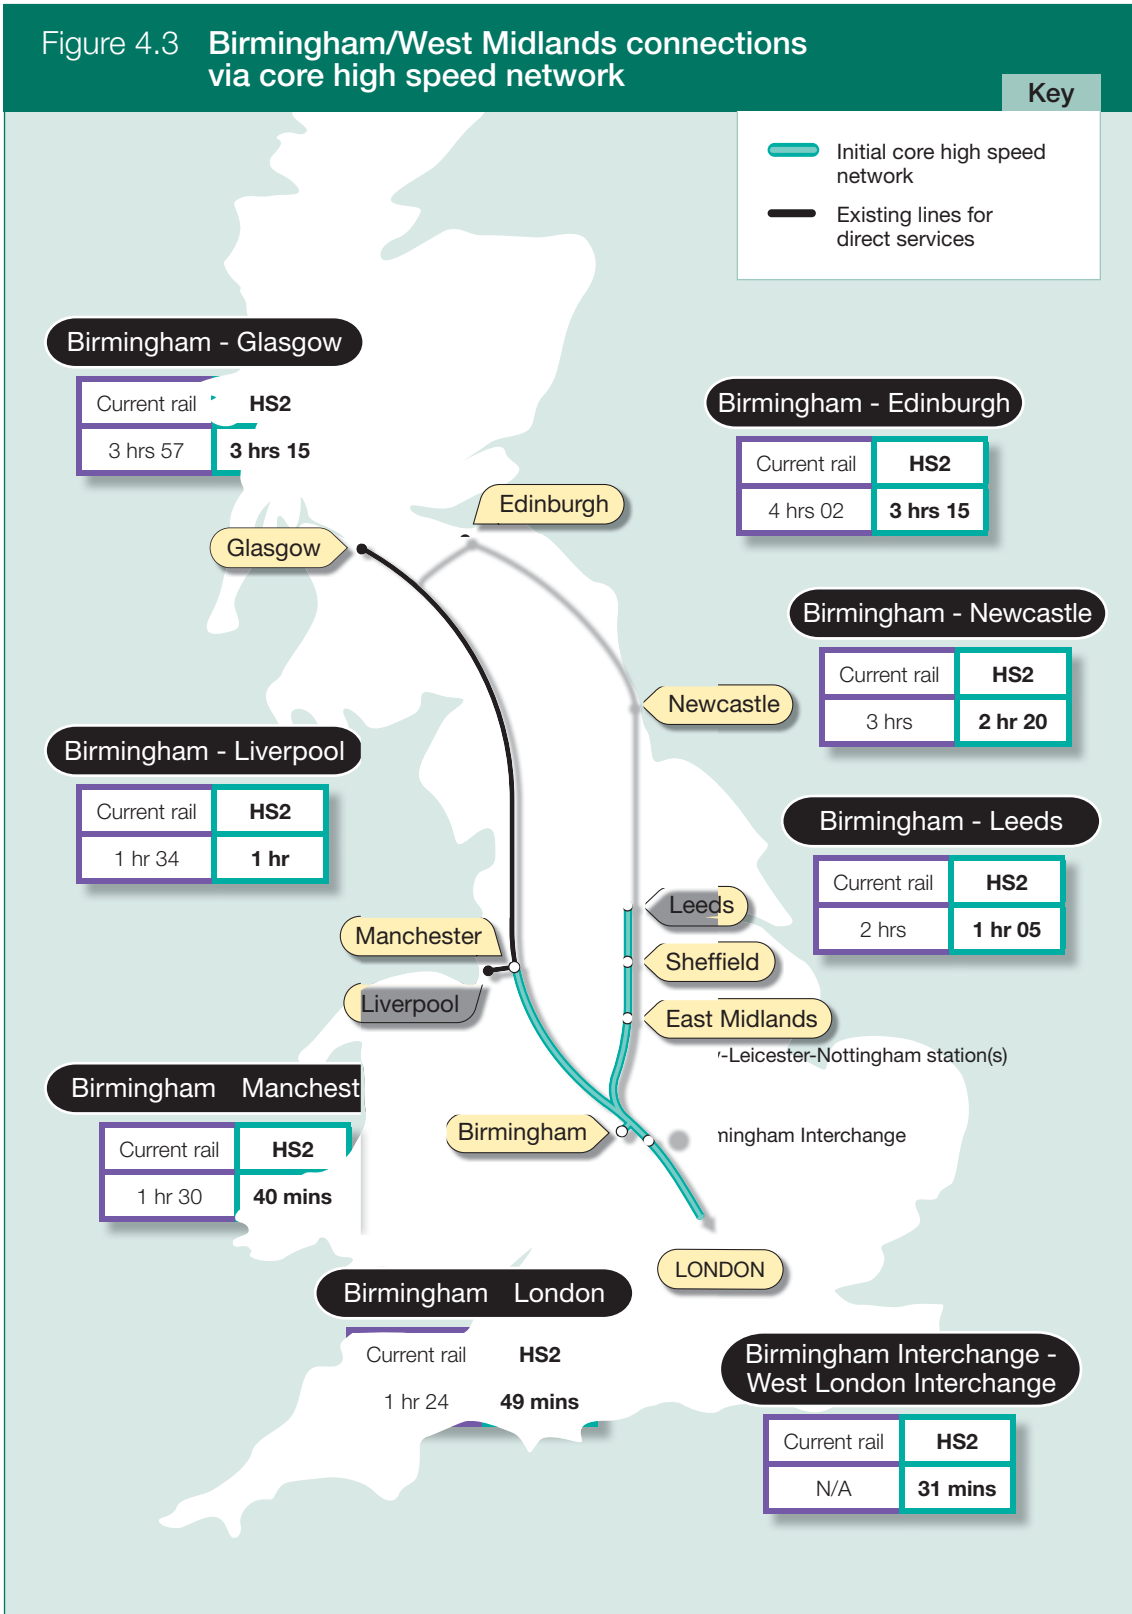 Figure 4.3 Birmingham/West Midlands connections
via core high speed network
Key
Initial core high speed
network
Existing lines for
direct services
Birmingham - Glasgow
Current rail HS2
3 hrs 57 3 hrs 15
Birmingham - Edinburgh
Current rail HS2
4 hrs 02 3 hrs 15
Edinburgh
Glasgow
Birmingham - Newcastle
Current rail HS2
3 hrs 2 hr 20
Newcastle
Birmingham - Liverpool
Current rail HS2
1 hr 34 1 hr
Birmingham - Leeds
Current rail HS2
2 hrs 1 hr 05
Leeds
Manchester
Sheffield
Liverpool
East Midlands
-Leicester-Nottingham station(s)
Birmingham Manchest
Current rail HS2
1 hr 30 40 mins
Birmingham
mingham Interchange
LONDON
Birmingham London
Current rail HS2
1 hr 24 49 mins
Birmingham Interchange -
West London Interchange
Current rail HS2
N/A 31 mins